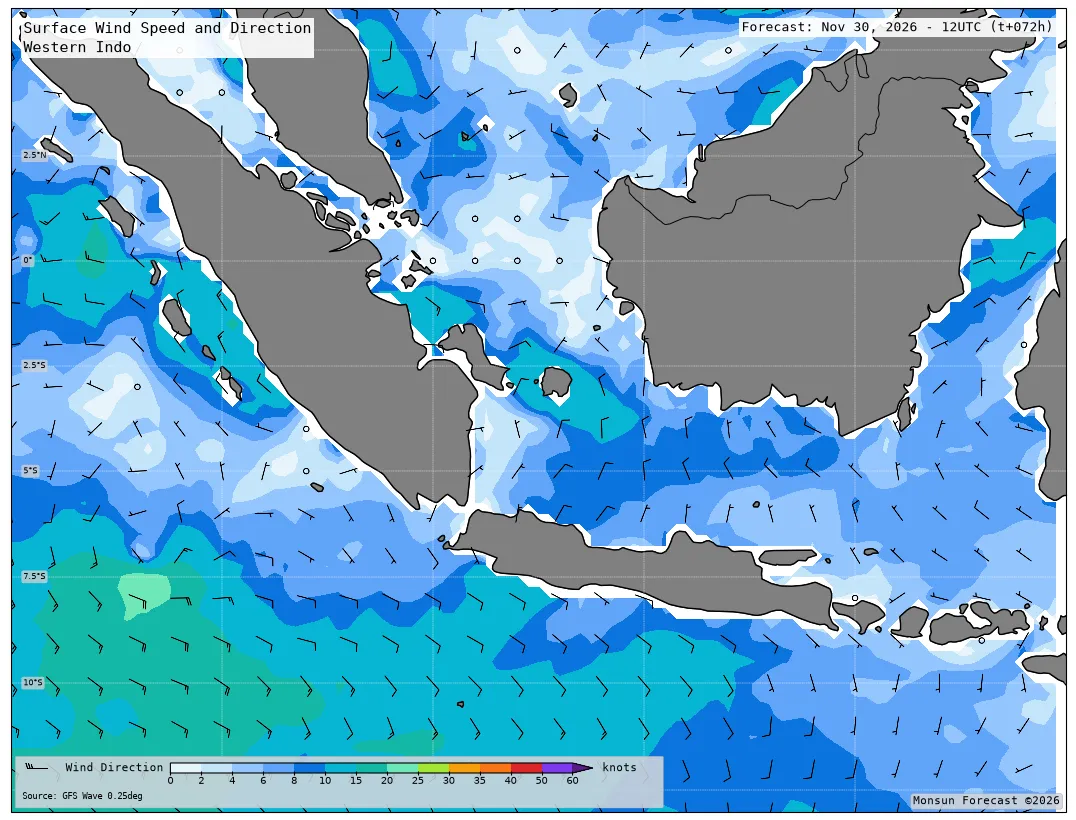 Surface Wind Speed and Direction
Western Indo
Forecast: Nov 30, 2026 - 12UTC (t+072h)
2.5°N
0°
2.5°S
5°S
7.5°S
10°S
Wind Direction
0 2 4 6 8 10 15 20 25 30 35 40 50 60
knots
Source: GFS Wave 0.25deg
Monsun Forecast ©2026